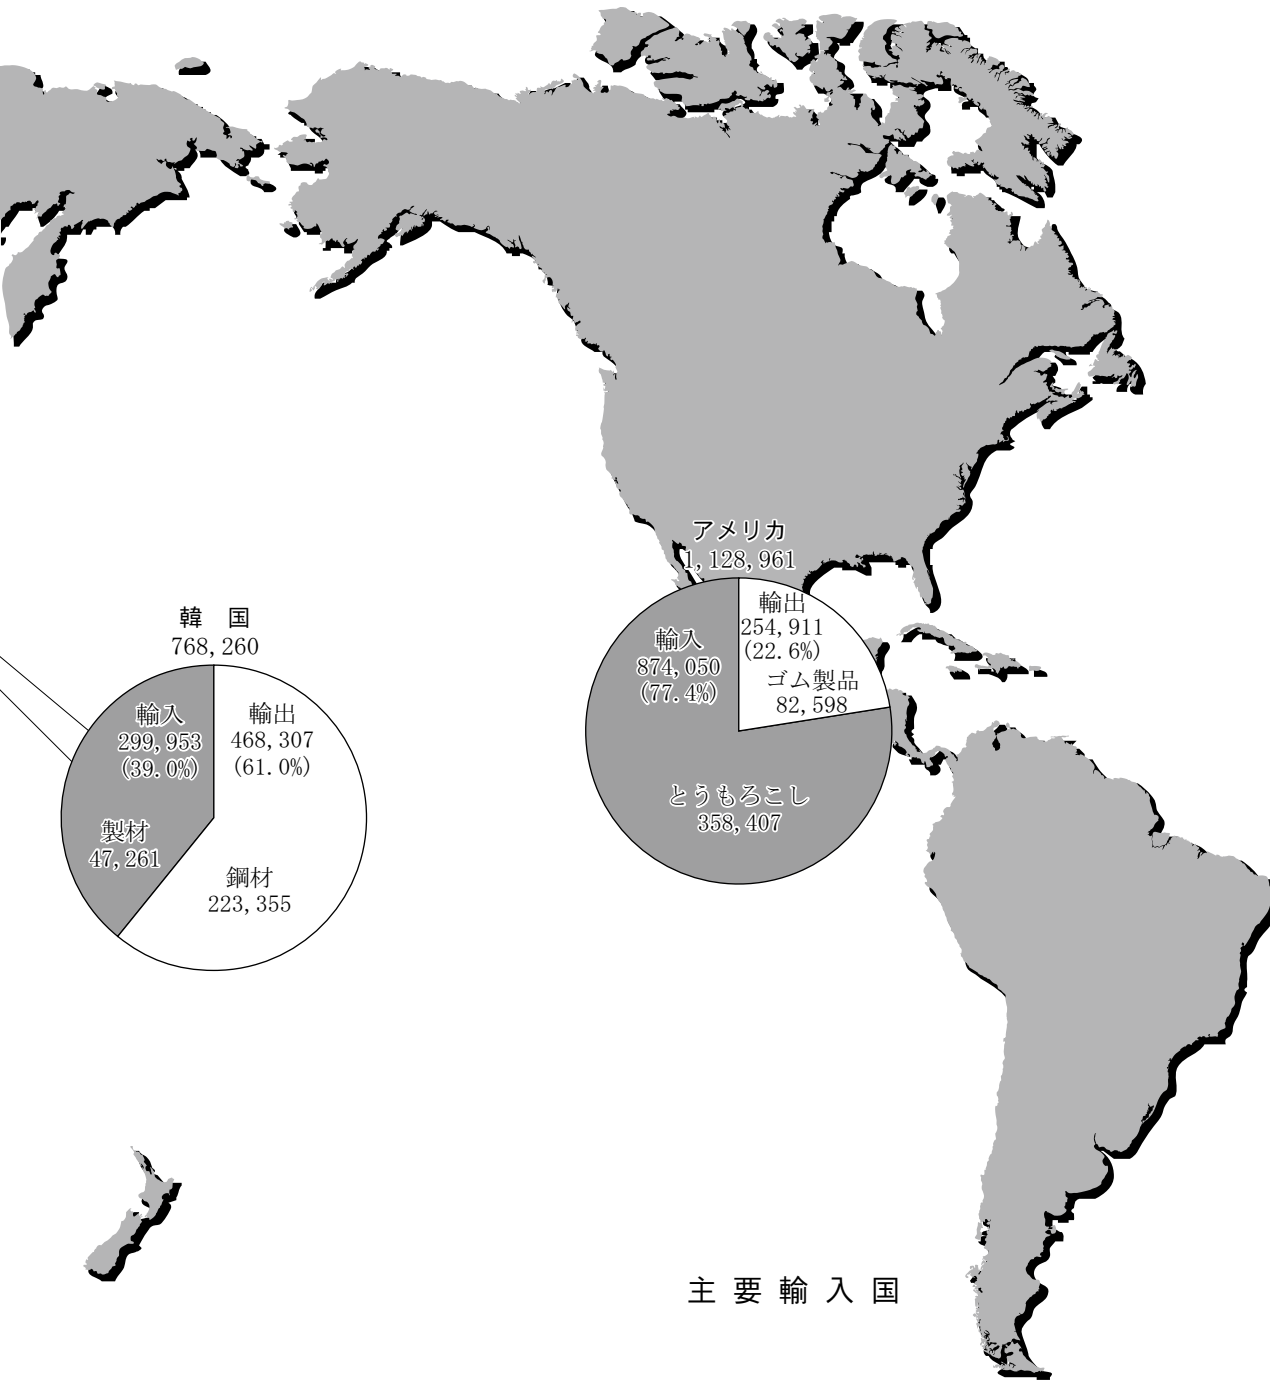 アメリカ
1,128,961
輸出
254,911
(22.6%)
ゴム製品
82,598
輸入
874,050
(77.4%)
とうもろこし
358,407
韓　国
768,260
輸入
299,953
(39.0%)
製材
47,261
輸出
468,307
(61.0%)
鋼材
223,355
主要輸入国